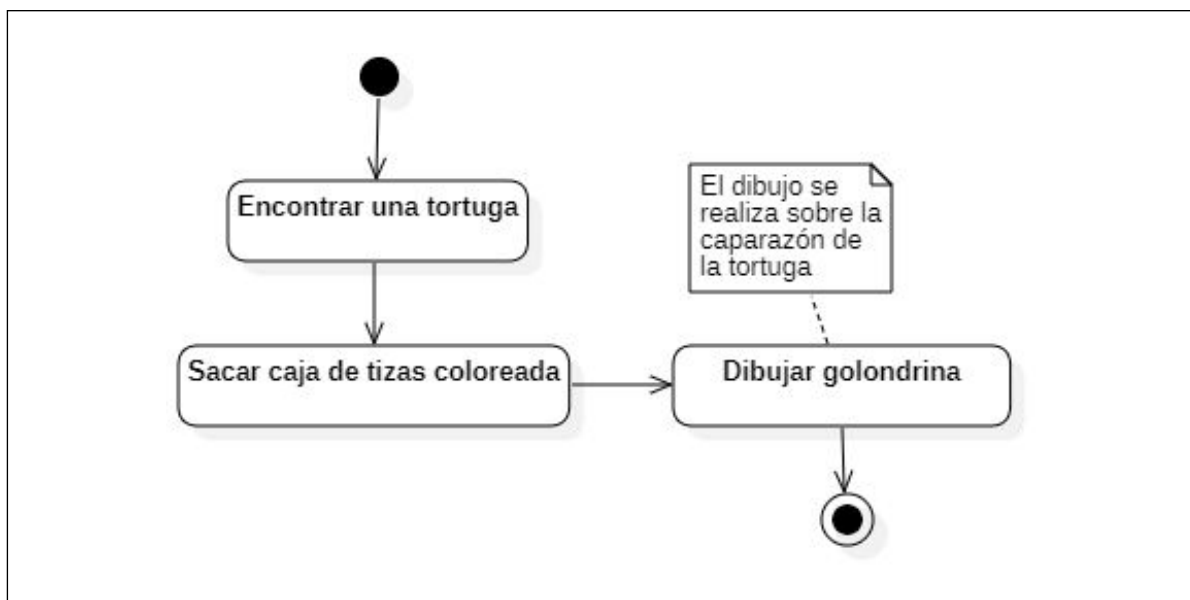 Encontrar una tortuga
El dibujo se
realiza sobre la
caparazón de
la tortuga
Sacar caja de tizas coloreada
Dibujar golondrina